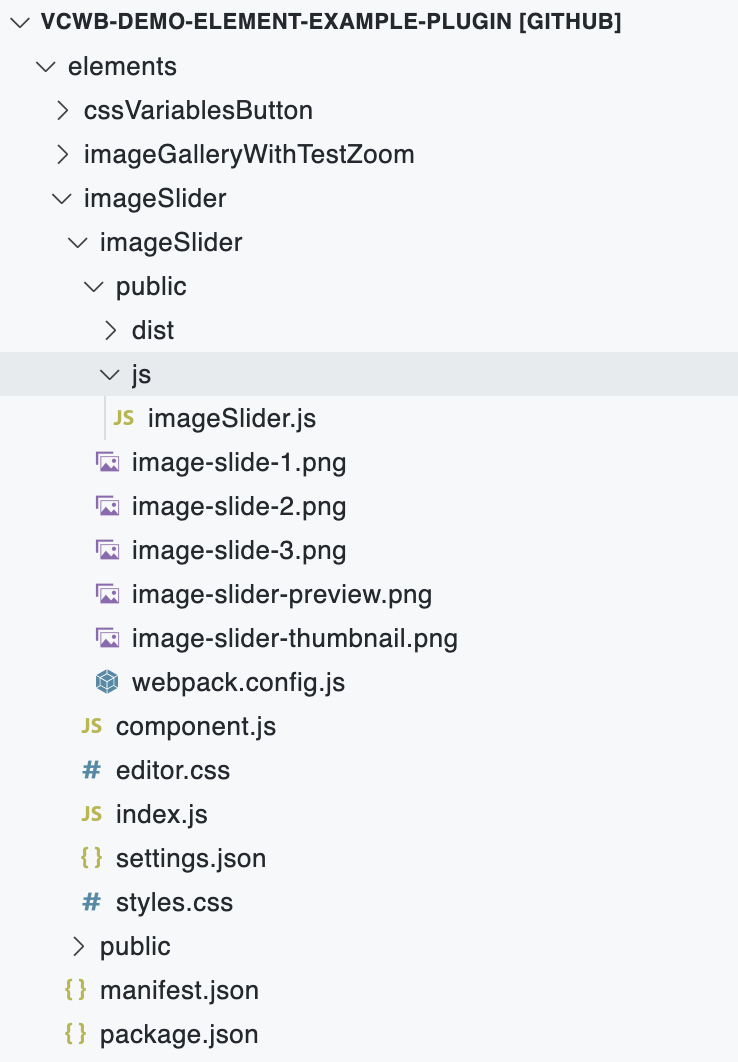 VCWB-DEMO-ELEMENT-EXAMPLE-PLUGIN [GITHUB]
elements
cssVariablesButton
imageGalleryWithTestZoom
imageSlider
imageSlider
public
dist
js
JS imageSlider.js
image-slide-1.png
image-slide-2.png
image-slide-3.png
image-slider-preview.png
image-slider-thumbnail.png
webpack.config.js
JS component.js
# editor.css
JS index.js
{} settings.json
# styles.css
public
{} manifest.json
{} package.json